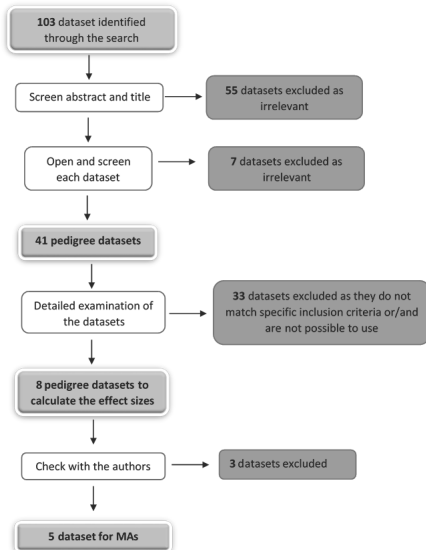 103 dataset identified
through the search
Screen abstract and title
55 datasets excluded as
irrelevant
Open and screen
each dataset
7 datasets excluded as
irrelevant
41 pedigree datasets
Detailed examination of
the datasets
33 datasets excluded as they do not
match specific inclusion criteria or/and
are not possible to use
8 pedigree datasets to
calculate the effect sizes
Check with the authors
3 datasets excluded
5 dataset for MAs